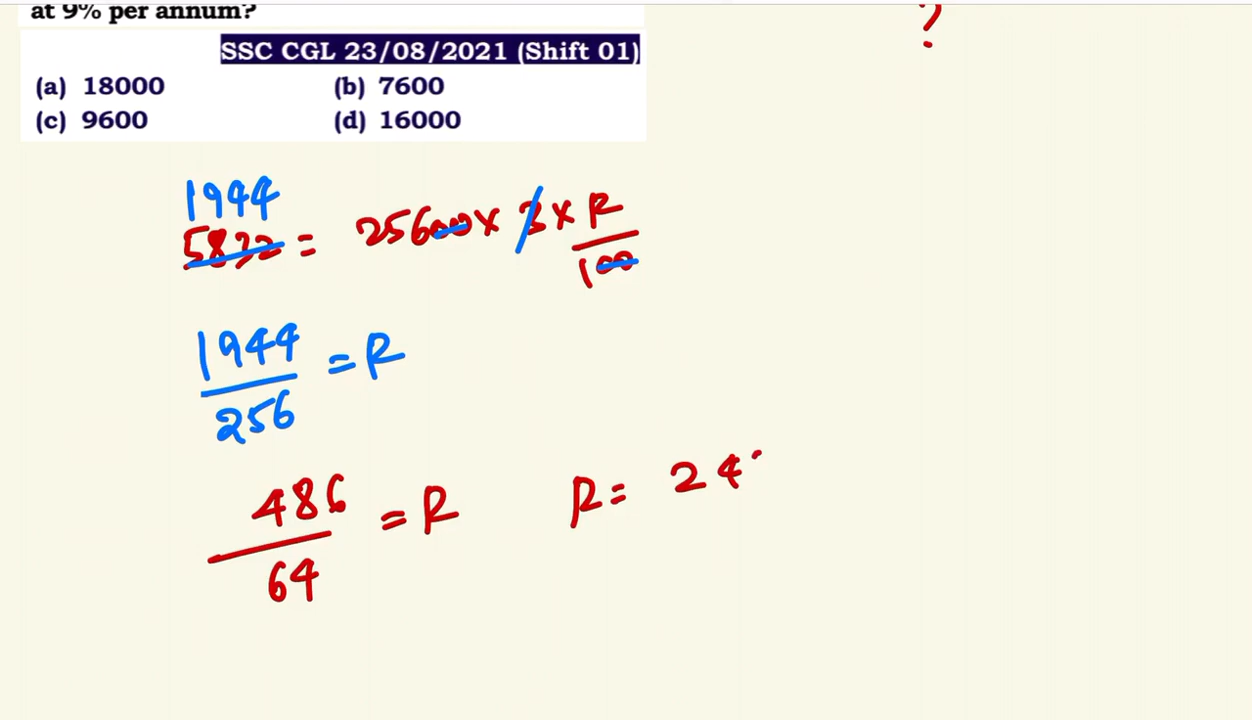 at 9% per annum?
?
SSC CGL 23/08/2021 (Shift 01)
(a) 18000 (b) 7600
(c) 9600 (d) 16000
1944
5832 = 25600 x 3 x R/100
1944/256 = R
486/64 = R R = 24